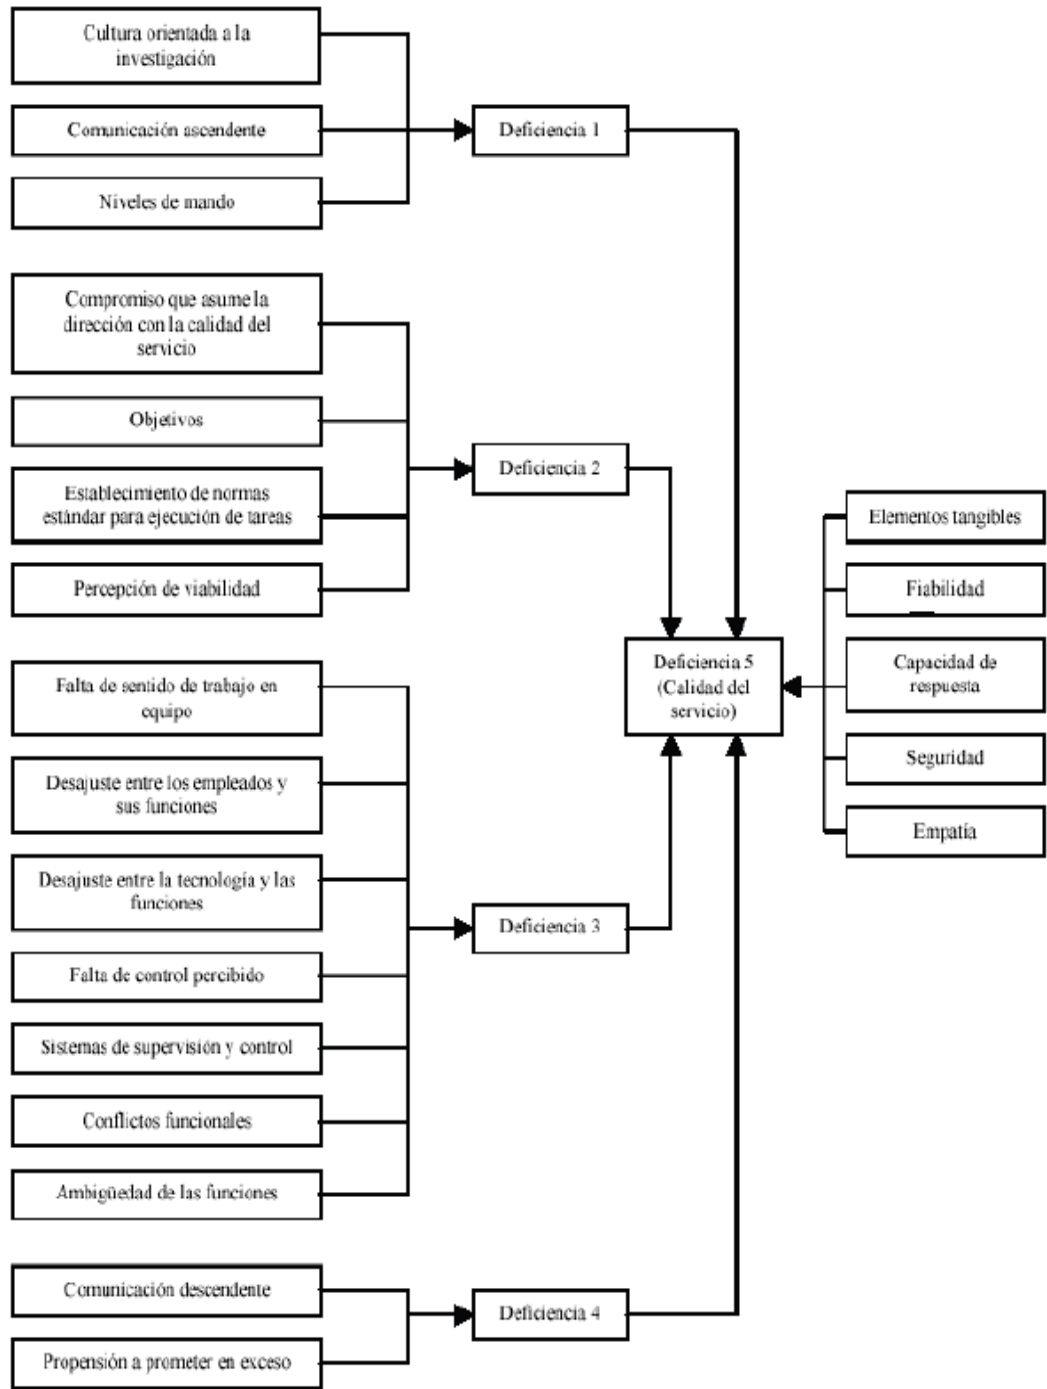 Cultura orientada a la
investigación
Comunicación ascendente
Niveles de mando
Deficiencia 1
Compromiso que asume la
dirección con la calidad del
servicio
Objetivos
Establecimiento de normas
estándar para ejecución de tareas
Percepción de viabilidad
Deficiencia 2
Falta de sentido de trabajo en
equipo
Desajuste entre los empleados y
sus funciones
Desajuste entre la tecnología y las
funciones
Falta de control percibido
Sistemas de supervisión y control
Conflictos funcionales
Ambigüedad de las funciones
Deficiencia 3
Comunicación descendente
Propensión a prometer en exceso
Deficiencia 4
Deficiencia 5
(Calidad del
servicio)
Elementos tangibles
Fiabilidad
Capacidad de
respuesta
Seguridad
Empatía